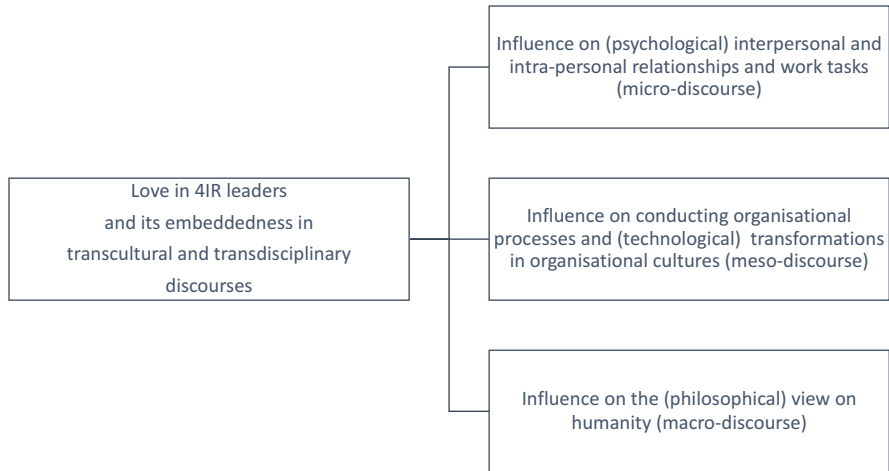 Influence on (psychological) interpersonal and
intra-personal relationships and work tasks
(micro-discourse)
Love in 4IR leaders
and its embeddedness in
transcultural and transdisciplinary
discourses
Influence on conducting organisational
processes and (technological) transformations
in organisational cultures (meso-discourse)
Influence on the (philosophical) view on
humanity (macro-discourse)